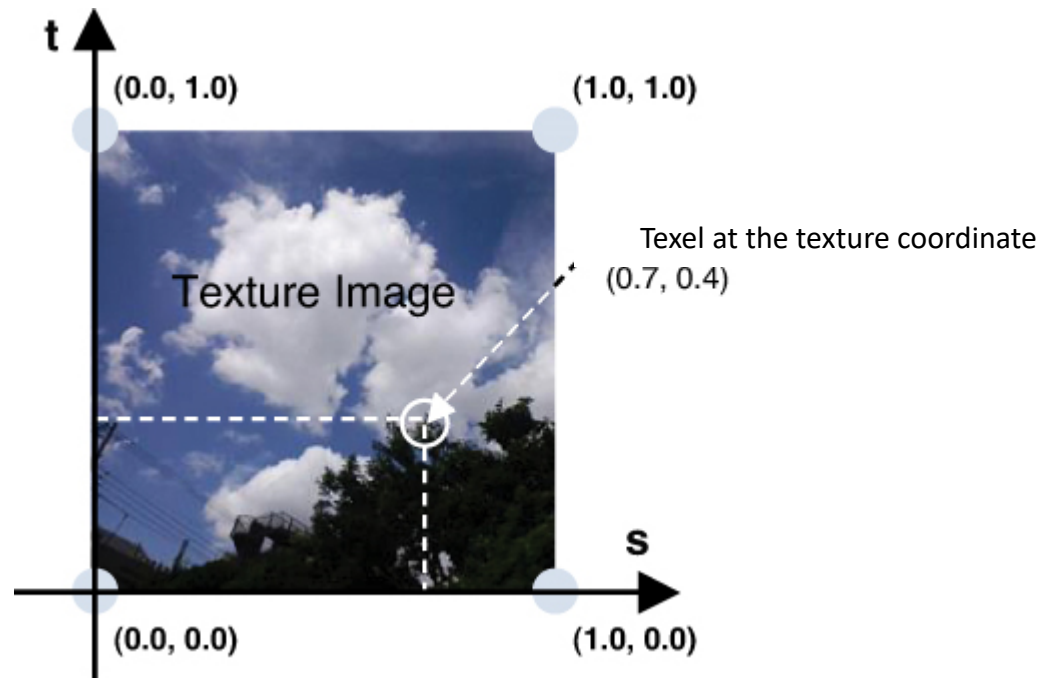 t
(0.0, 1.0)
(1.0, 1.0)
Texel at the texture coordinate
(0.7, 0.4)
Texture Image
s
(0.0, 0.0)
(1.0, 0.0)